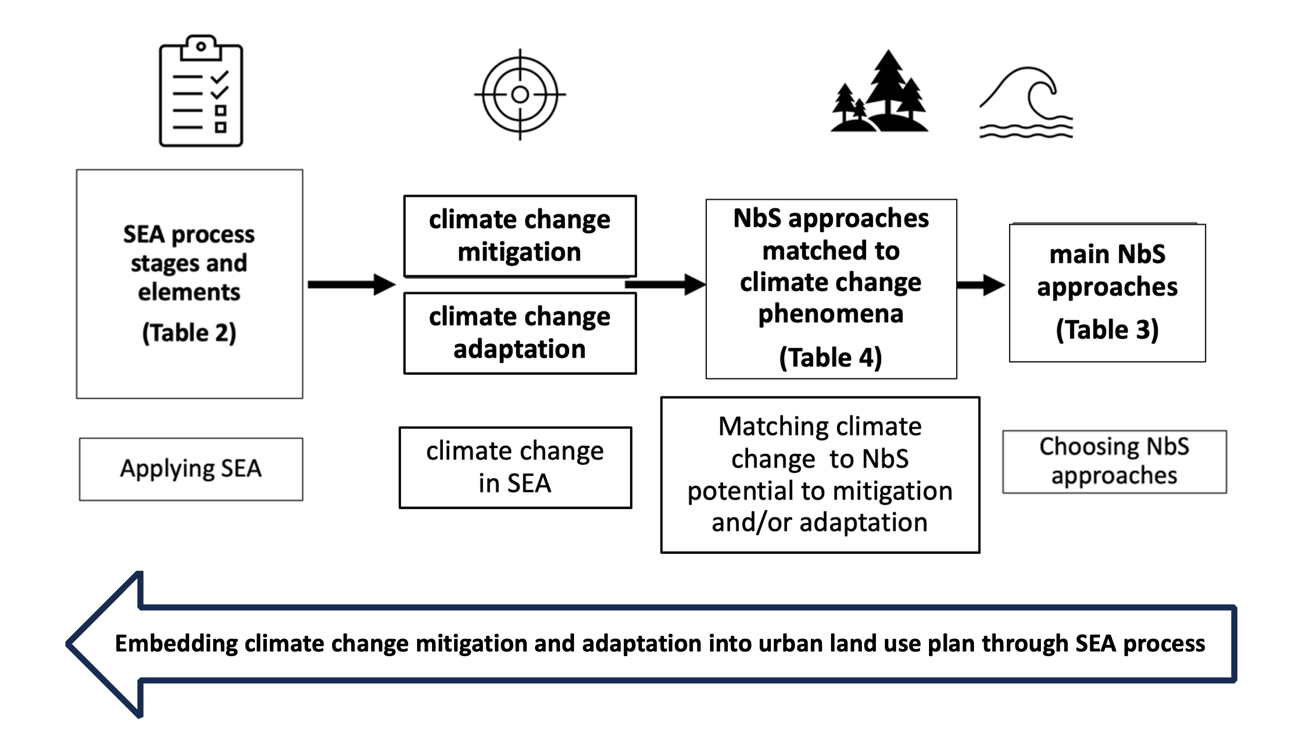 SEA process
stages and
elements
(Table 2)
climate change
mitigation
climate change
adaptation
NbS approaches
matched to
climate change
phenomena
(Table 4)
main NbS
approaches
(Table 3)
Applying SEA
climate change
in SEA
Matching climate
change to NbS
potential to mitigation
and/or adaptation
Choosing NbS
approaches
Embedding climate change mitigation and adaptation into urban land use plan through SEA process